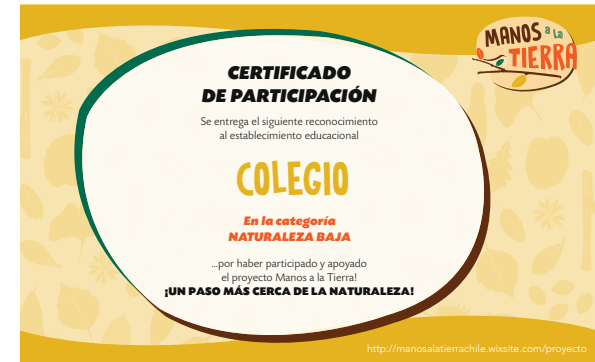 MANOS a la
TIERRA
CERTIFICADO
DE PARTICIPACIÓN
Se entrega el siguiente reconocimiento
al establecimiento educacional
COLEGIO
En la categoría
NATURALEZA BAJA
...por haber participado y apoyado
el proyecto Manos a la Tierra!
¡UN PASO MÁS CERCA DE LA NATURALEZA!
http://manosalatierrachile.wixsite.com/proyecto